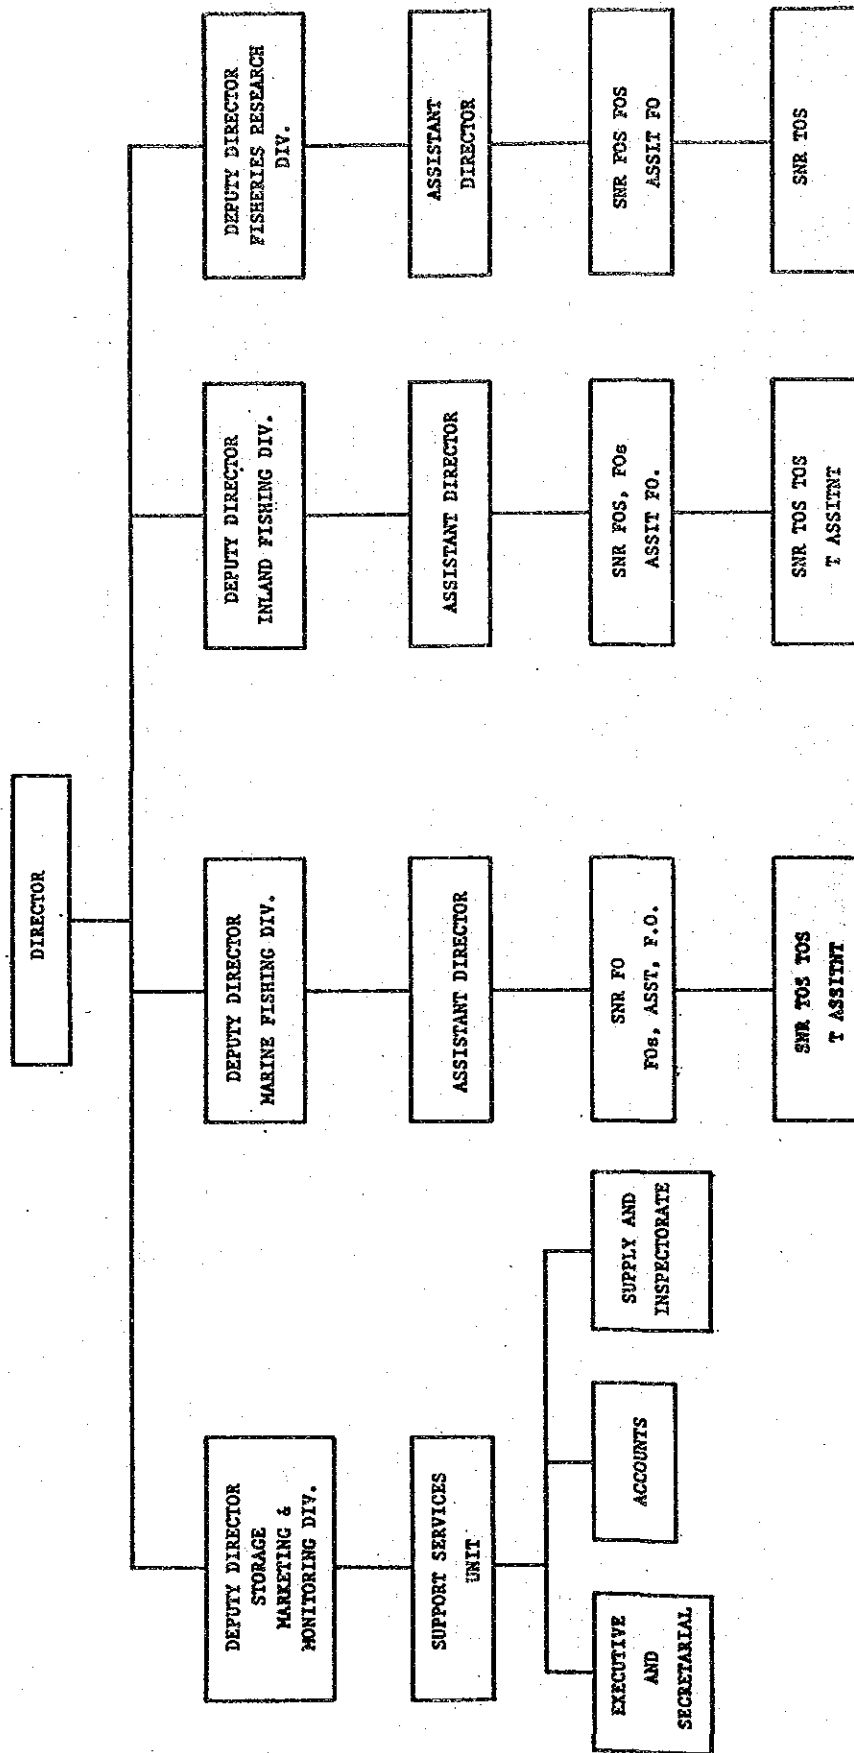 DIRECTOR
DEPUTY DIRECTOR
STORAGE
MARKETING &
MONITORING DIV.
DEPUTY DIRECTOR
MARINE FISHING DIV.
DEPUTY DIRECTOR
INLAND FISHING DIV.
DEPUTY DIRECTOR
FISHERIES RESEARCH
DIV.
SUPPORT SERVICES
UNIT
ASSISTANT DIRECTOR
ASSISTANT DIRECTOR
ASSISTANT
DIRECTOR
EXECUTIVE
AND
SECRETARIAL
ACCOUNTS
SUPPLY AND
INSPECTORATE
SNR FO
FOs, ASST, F.O.
SNR FOS, FOs
ASSIT FO.
SNR FOS FOS
ASSIT FO
SNR TOS TOS
T ASSITNT
SNR TOS TOS
T ASSITNT
SNR TOS